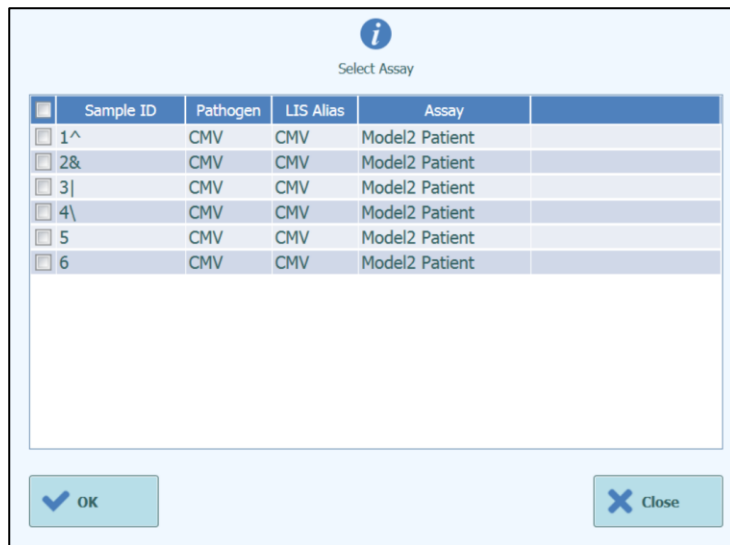 i
Select Assay
Sample ID Pathogen LIS Alias Assay
1^ CMV CMV Model2 Patient
2& CMV CMV Model2 Patient
3| CMV CMV Model2 Patient
4\ CMV CMV Model2 Patient
5 CMV CMV Model2 Patient
6 CMV CMV Model2 Patient
OK Close